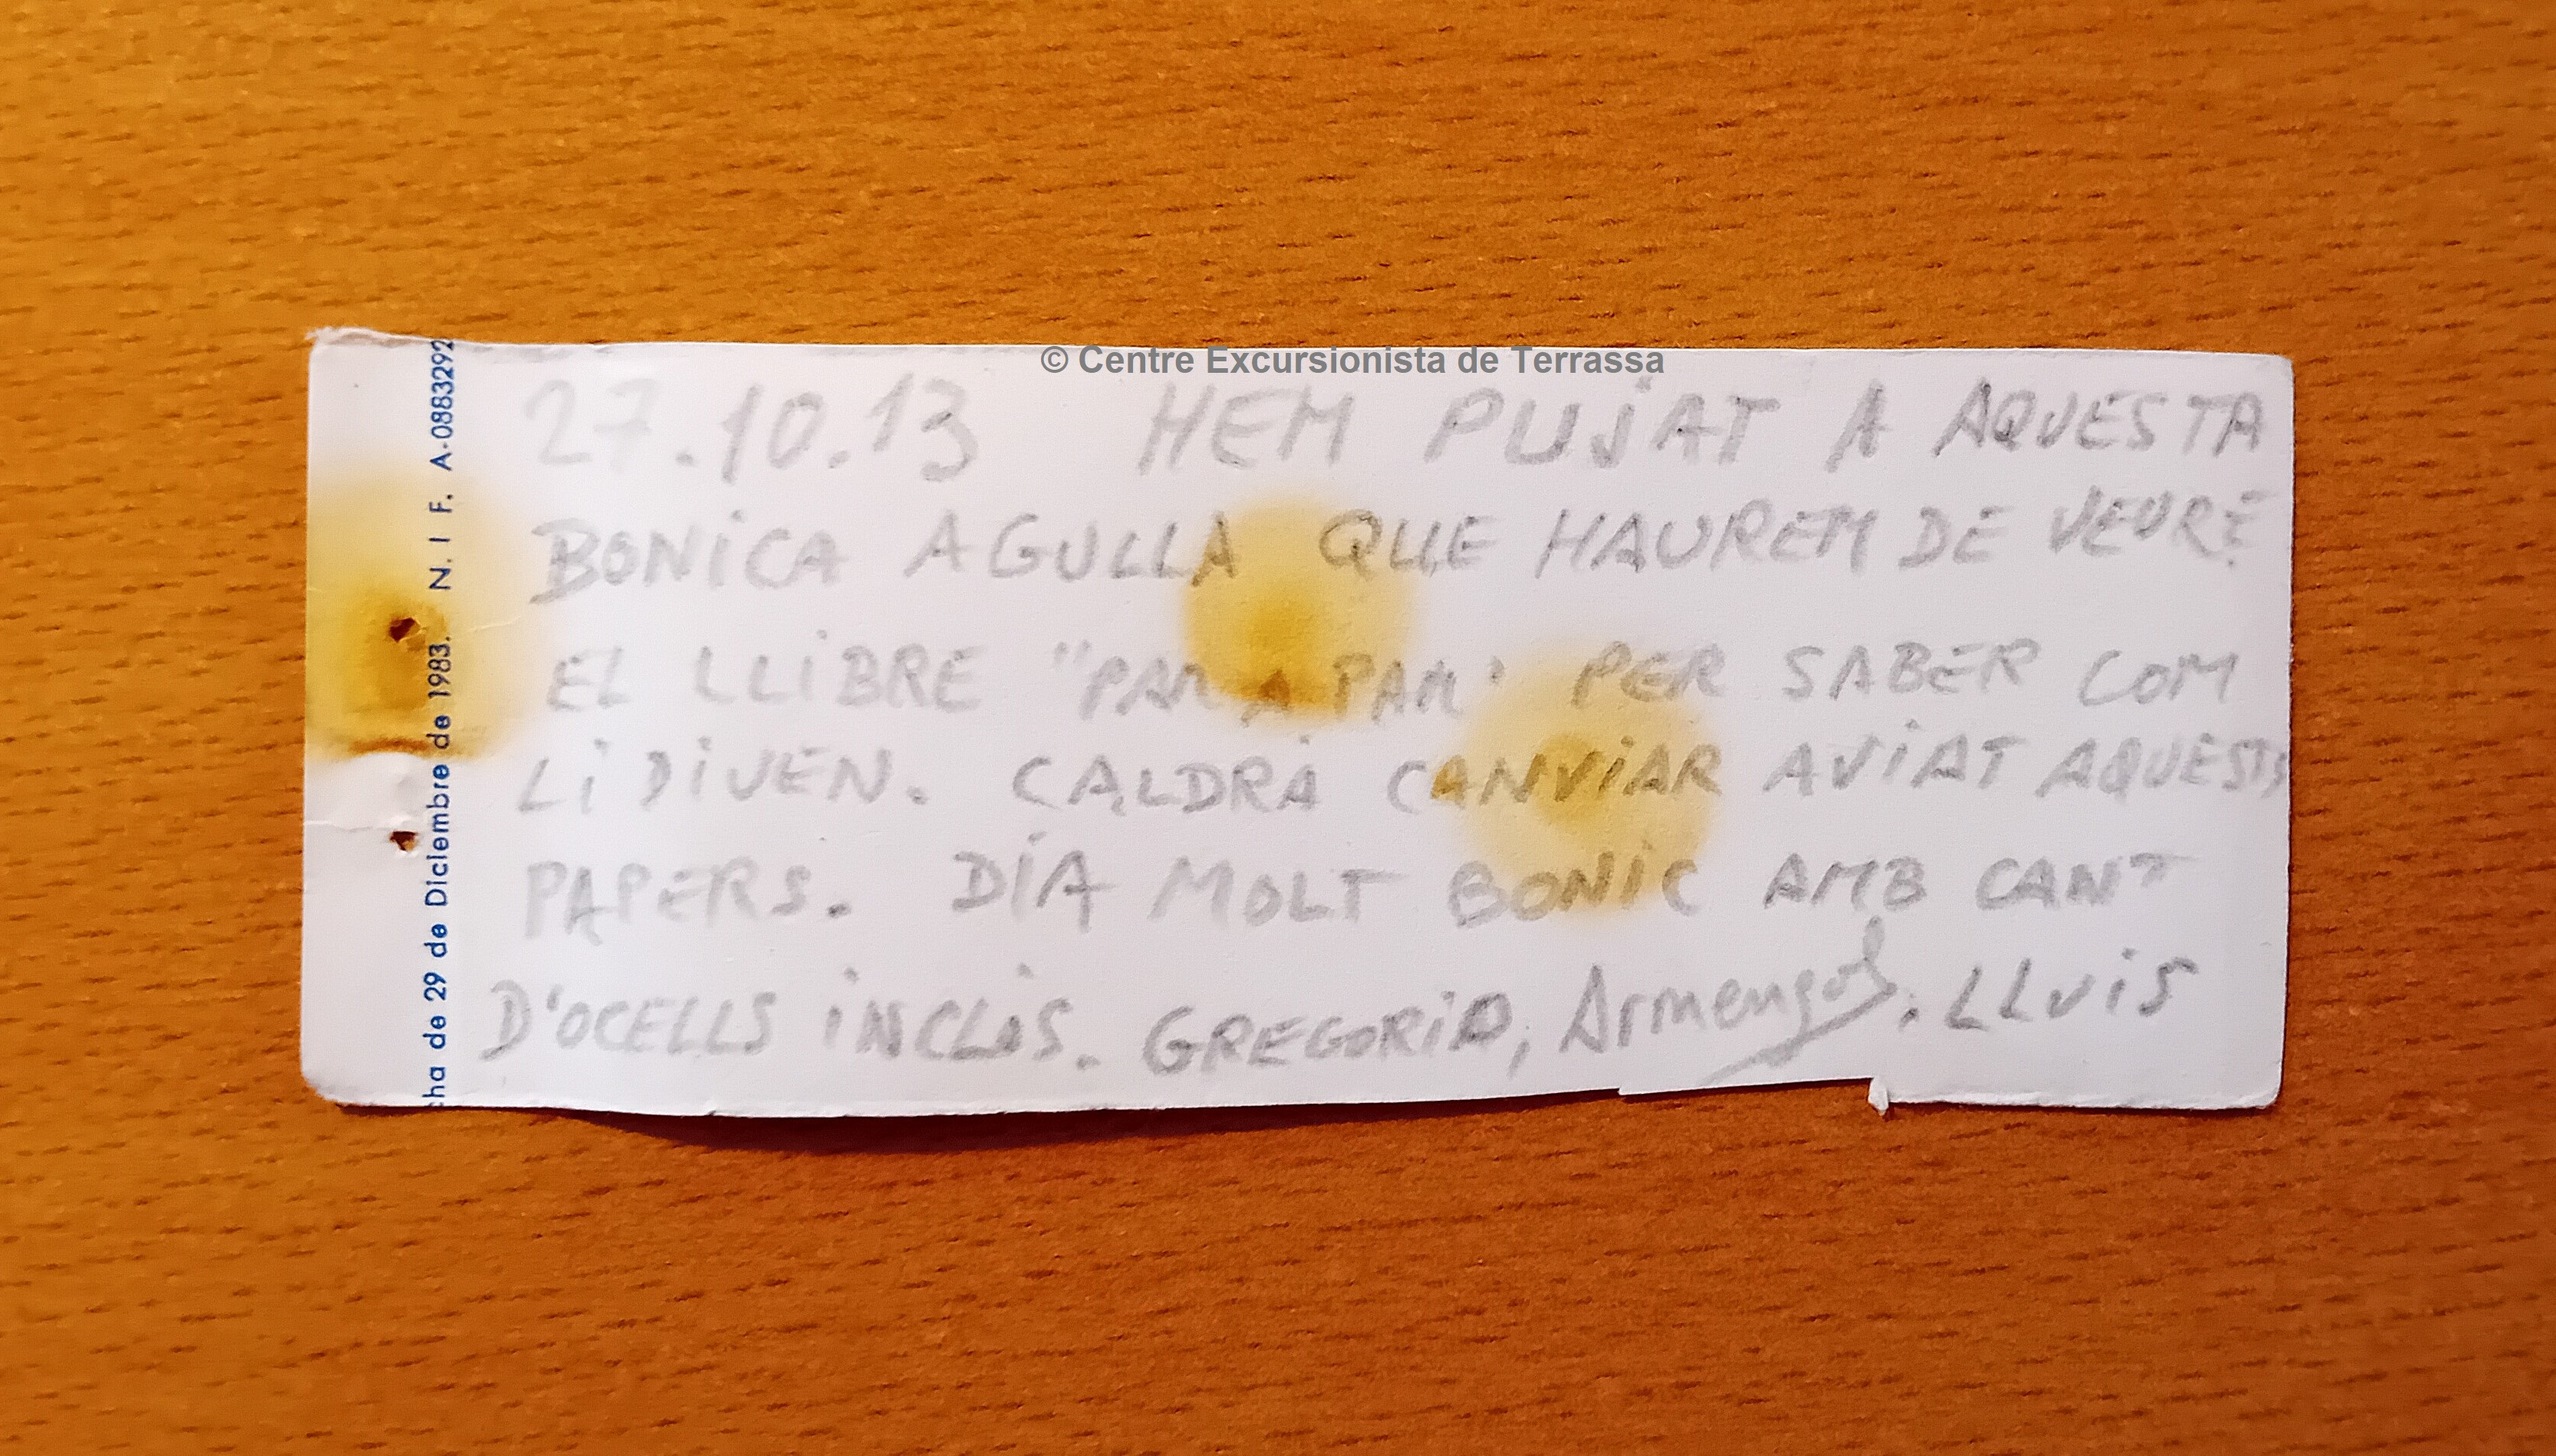 © Centre Excursionista de Terrassa
27.10.13 HEM PUJAT A AQUESTA
BONICA AGULLA QUE HAUREM DE VEURE
EL LLIBRE "PAM A PAM" PER SABER COM
LI DIUEN. CALDRÀ CANVIAR AVIAT AQUESTS
PAPERS. DIA MOLT BONIC AMB CANT
D'OCELLS INCLÒS. GREGORIO, Armengol. LLUIS
cha de 29 de Diciembre de 1983. N. I F. A-0883292